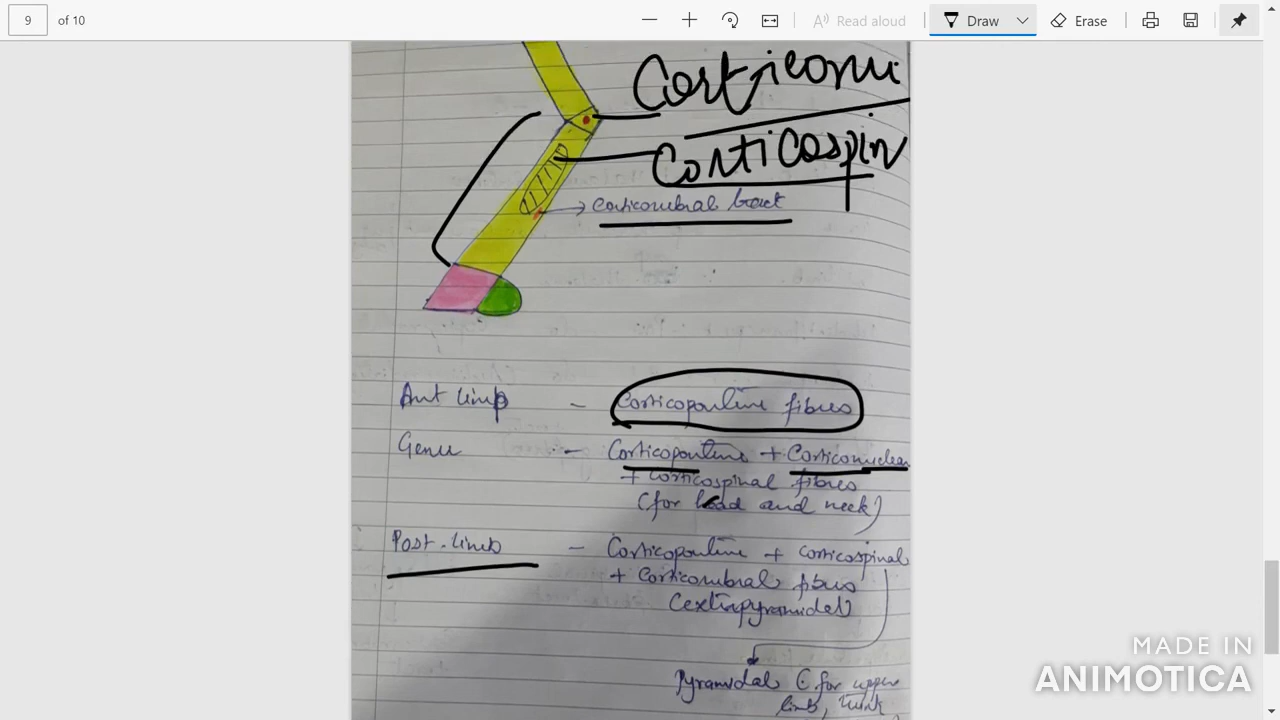 9 of 10 Read aloud Draw Erase
Corticonu
Corticospin
Corticorubral tract
Ant limb - Corticopontine fibres
Genu - Corticopontine + Corticonuclear
+ corticospinal fibres
(for head and neck)
Post. limb - Corticopontine + corticospinal
+ Corticorubral fibres
(extrapyramidal)
Pyramidal (for upper
limb, trunk
MADE IN
ANIMOTICA